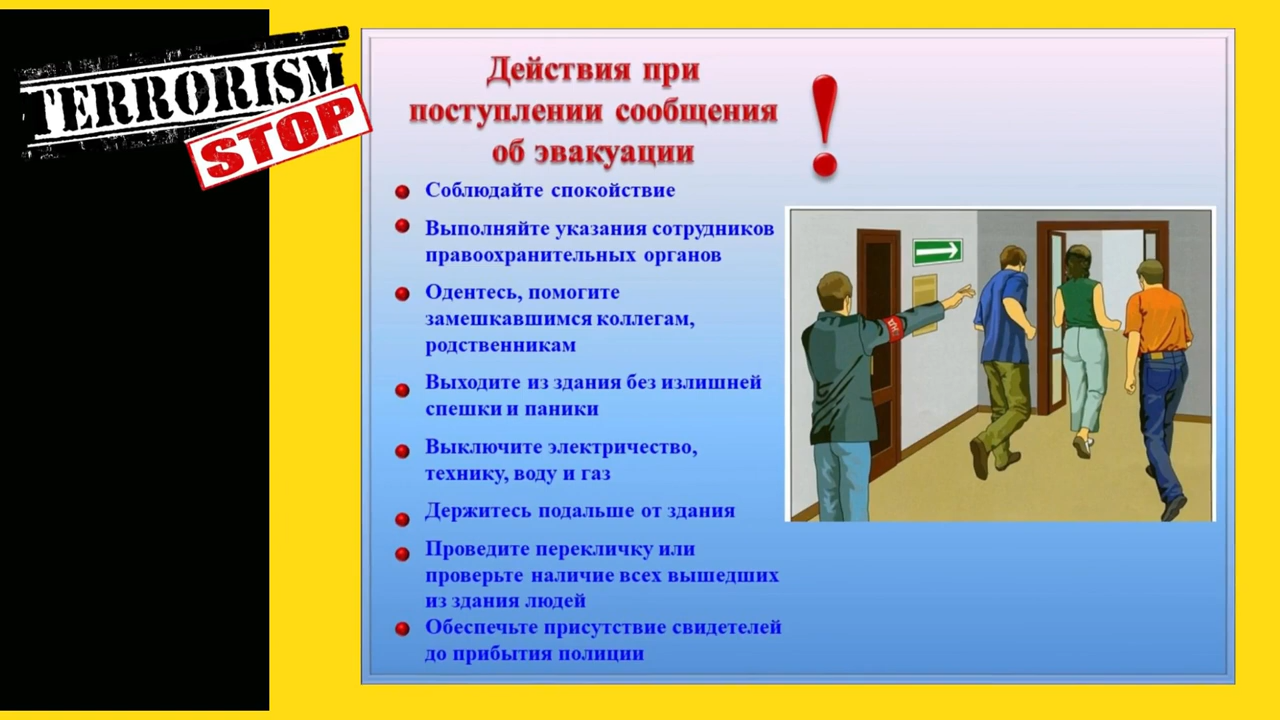 TERRORISM
STOP
Действия при
поступлении сообщения
об эвакуации
!
Соблюдайте спокойствие
Выполняйте указания сотрудников
правоохранительных органов
Одентесь, помогите
замешкавшимся коллегам,
родственникам
Выходите из здания без излишней
спешки и паники
Выключите электричество,
технику, воду и газ
Держитесь подальше от здания
Проведите перекличку или
проверьте наличие всех вышедших
из здания людей
Обеспечьте присутствие свидетелей
до прибытия полиции